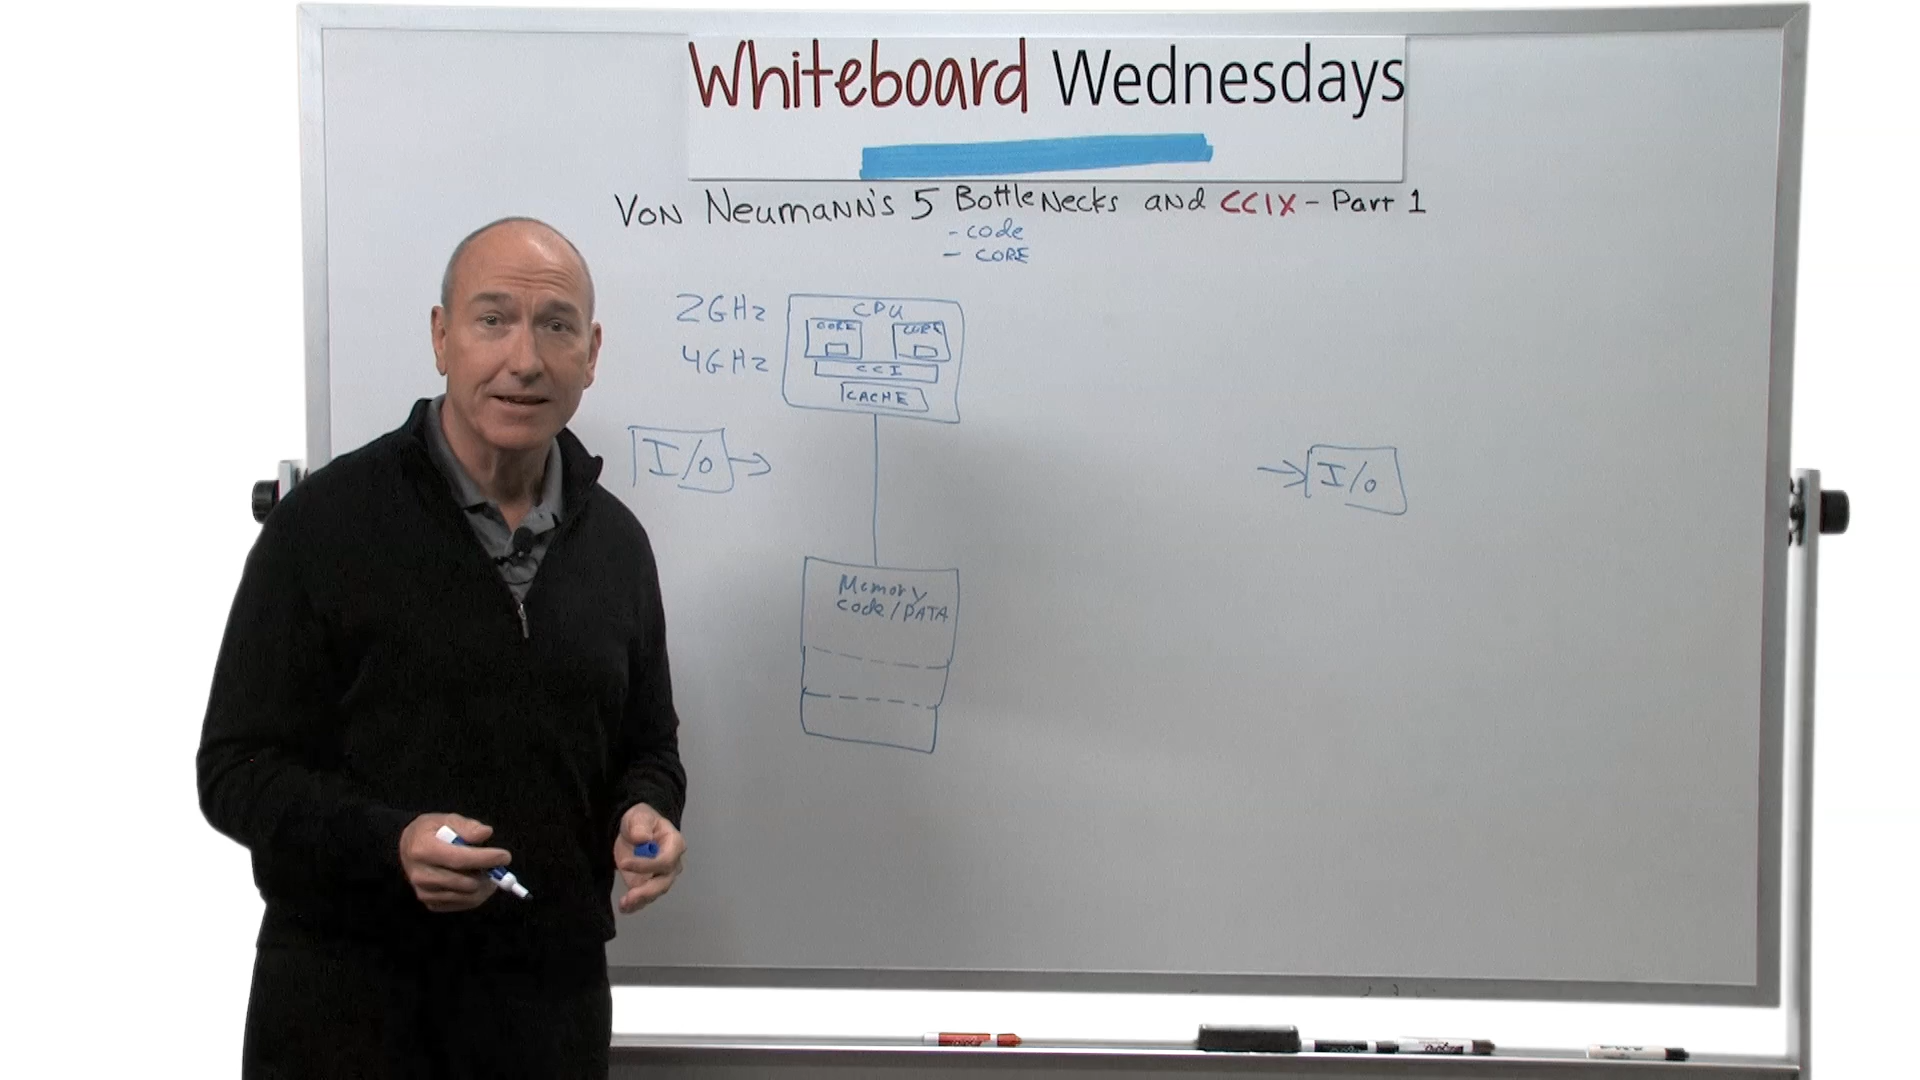 Whiteboard Wednesdays
Von Neumann's 5 BottleNecks and CCIX - Part 1
- code
- CORE
2GHz
4GHz
CPU
CORE
CORE
CCI
CACHE
I/O
I/O
Memory
code/DATA